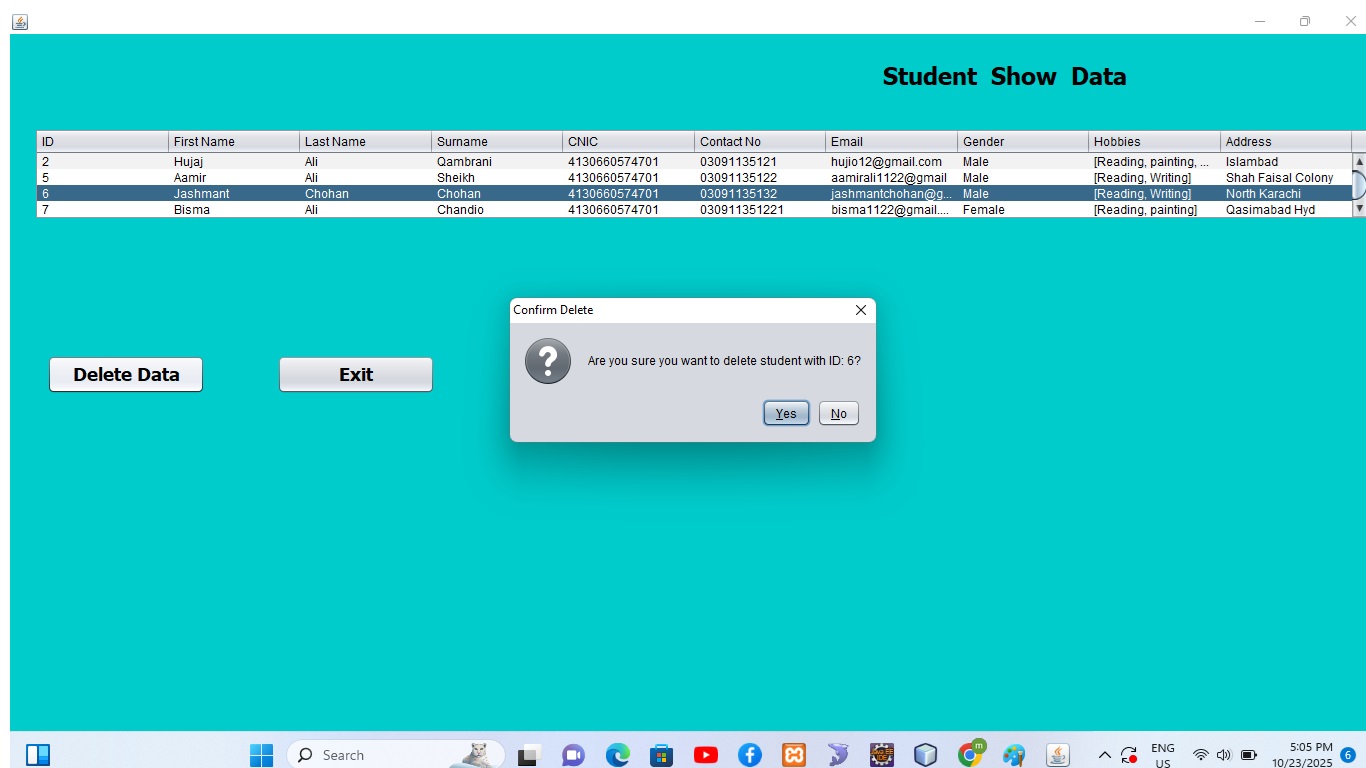 Student Show Data
ID First Name Last Name Surname CNIC Contact No Email Gender Hobbies Address
2 Hujaj Ali Qambrani 4130660574701 03091135121 hujio12@gmail.com Male [Reading, painting, ... Islambad
5 Aamir Ali Sheikh 4130660574701 03091135122 aamirali1122@gmail Male [Reading, Writing] Shah Faisal Colony
6 Jashmant Chohan Chohan 4130660574701 03091135132 jashmantchohan@g... Male [Reading, Writing] North Karachi
7 Bisma Ali Chandio 4130660574701 030911351221 bisma1122@gmail.... Female [Reading, painting] Qasimabad Hyd
Confirm Delete
Are you sure you want to delete student with ID: 6?
Delete Data Exit
Yes No
Search
m
ENG
US
5:05 PM
10/23/2025
6